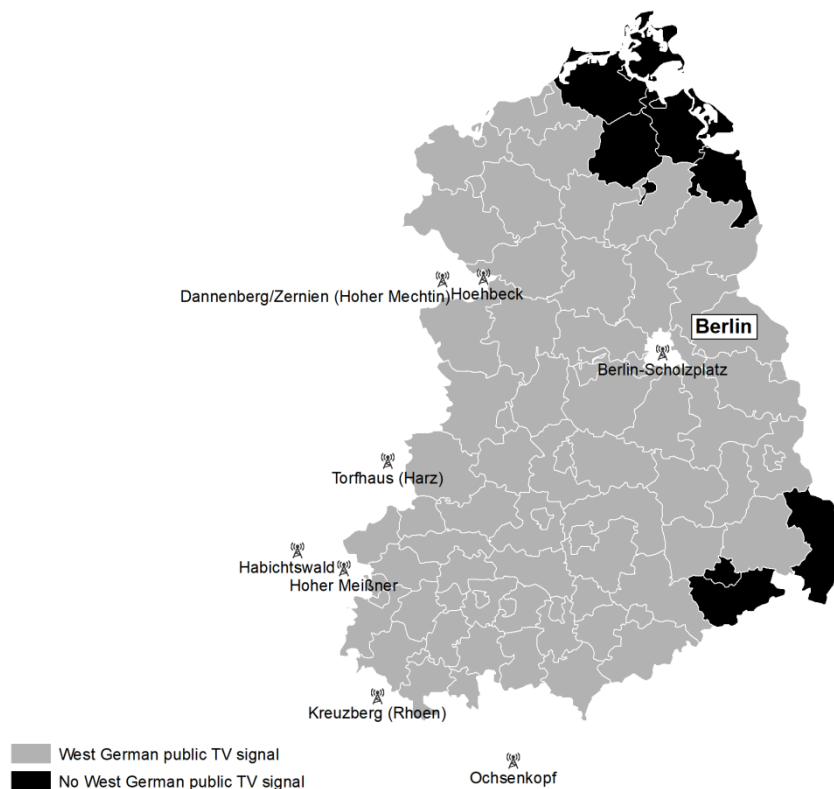 Dannenberg/Zernien (Hoher Mechtin)
Hoehbeck
Berlin
Berlin-Scholzplatz
Torfhaus (Harz)
Habichtswald
Hoher Meißner
Kreuzberg (Rhoen)
West German public TV signal
Ochsenkopf
No West German public TV signal